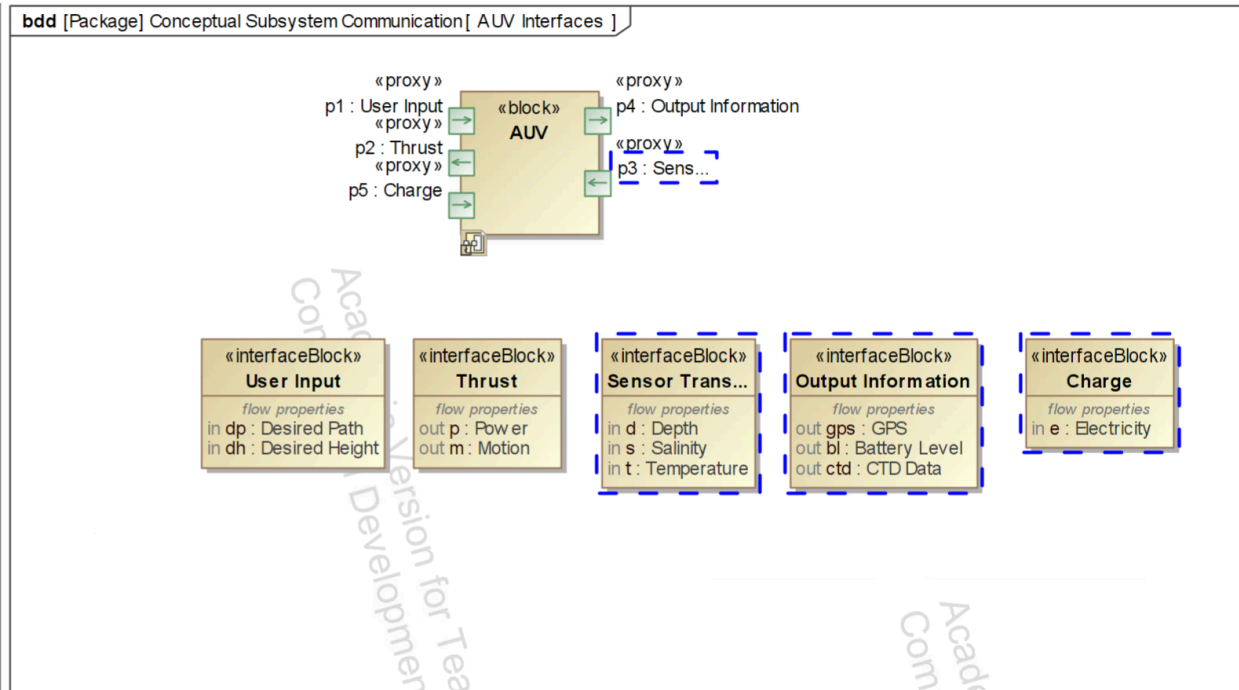 bdd [Package] Conceptual Subsystem Communication[ AUV Interfaces ]
«proxy»
p1 : User Input
«proxy»
p2 : Thrust
«proxy»
p5 : Charge
«block»
AUV
«proxy»
p4 : Output Information
«proxy»
p3 : Sens...
«interfaceBlock»
User Input
flow properties
in dp : Desired Path
in dh : Desired Height
«interfaceBlock»
Thrust
flow properties
out p : Power
out m : Motion
«interfaceBlock»
Sensor Trans...
flow properties
in d : Depth
in s : Salinity
in t : Temperature
«interfaceBlock»
Output Information
flow properties
out gps : GPS
out bl : Battery Level
out ctd : CTD Data
«interfaceBlock»
Charge
flow properties
in e : Electricity
Version for
Development